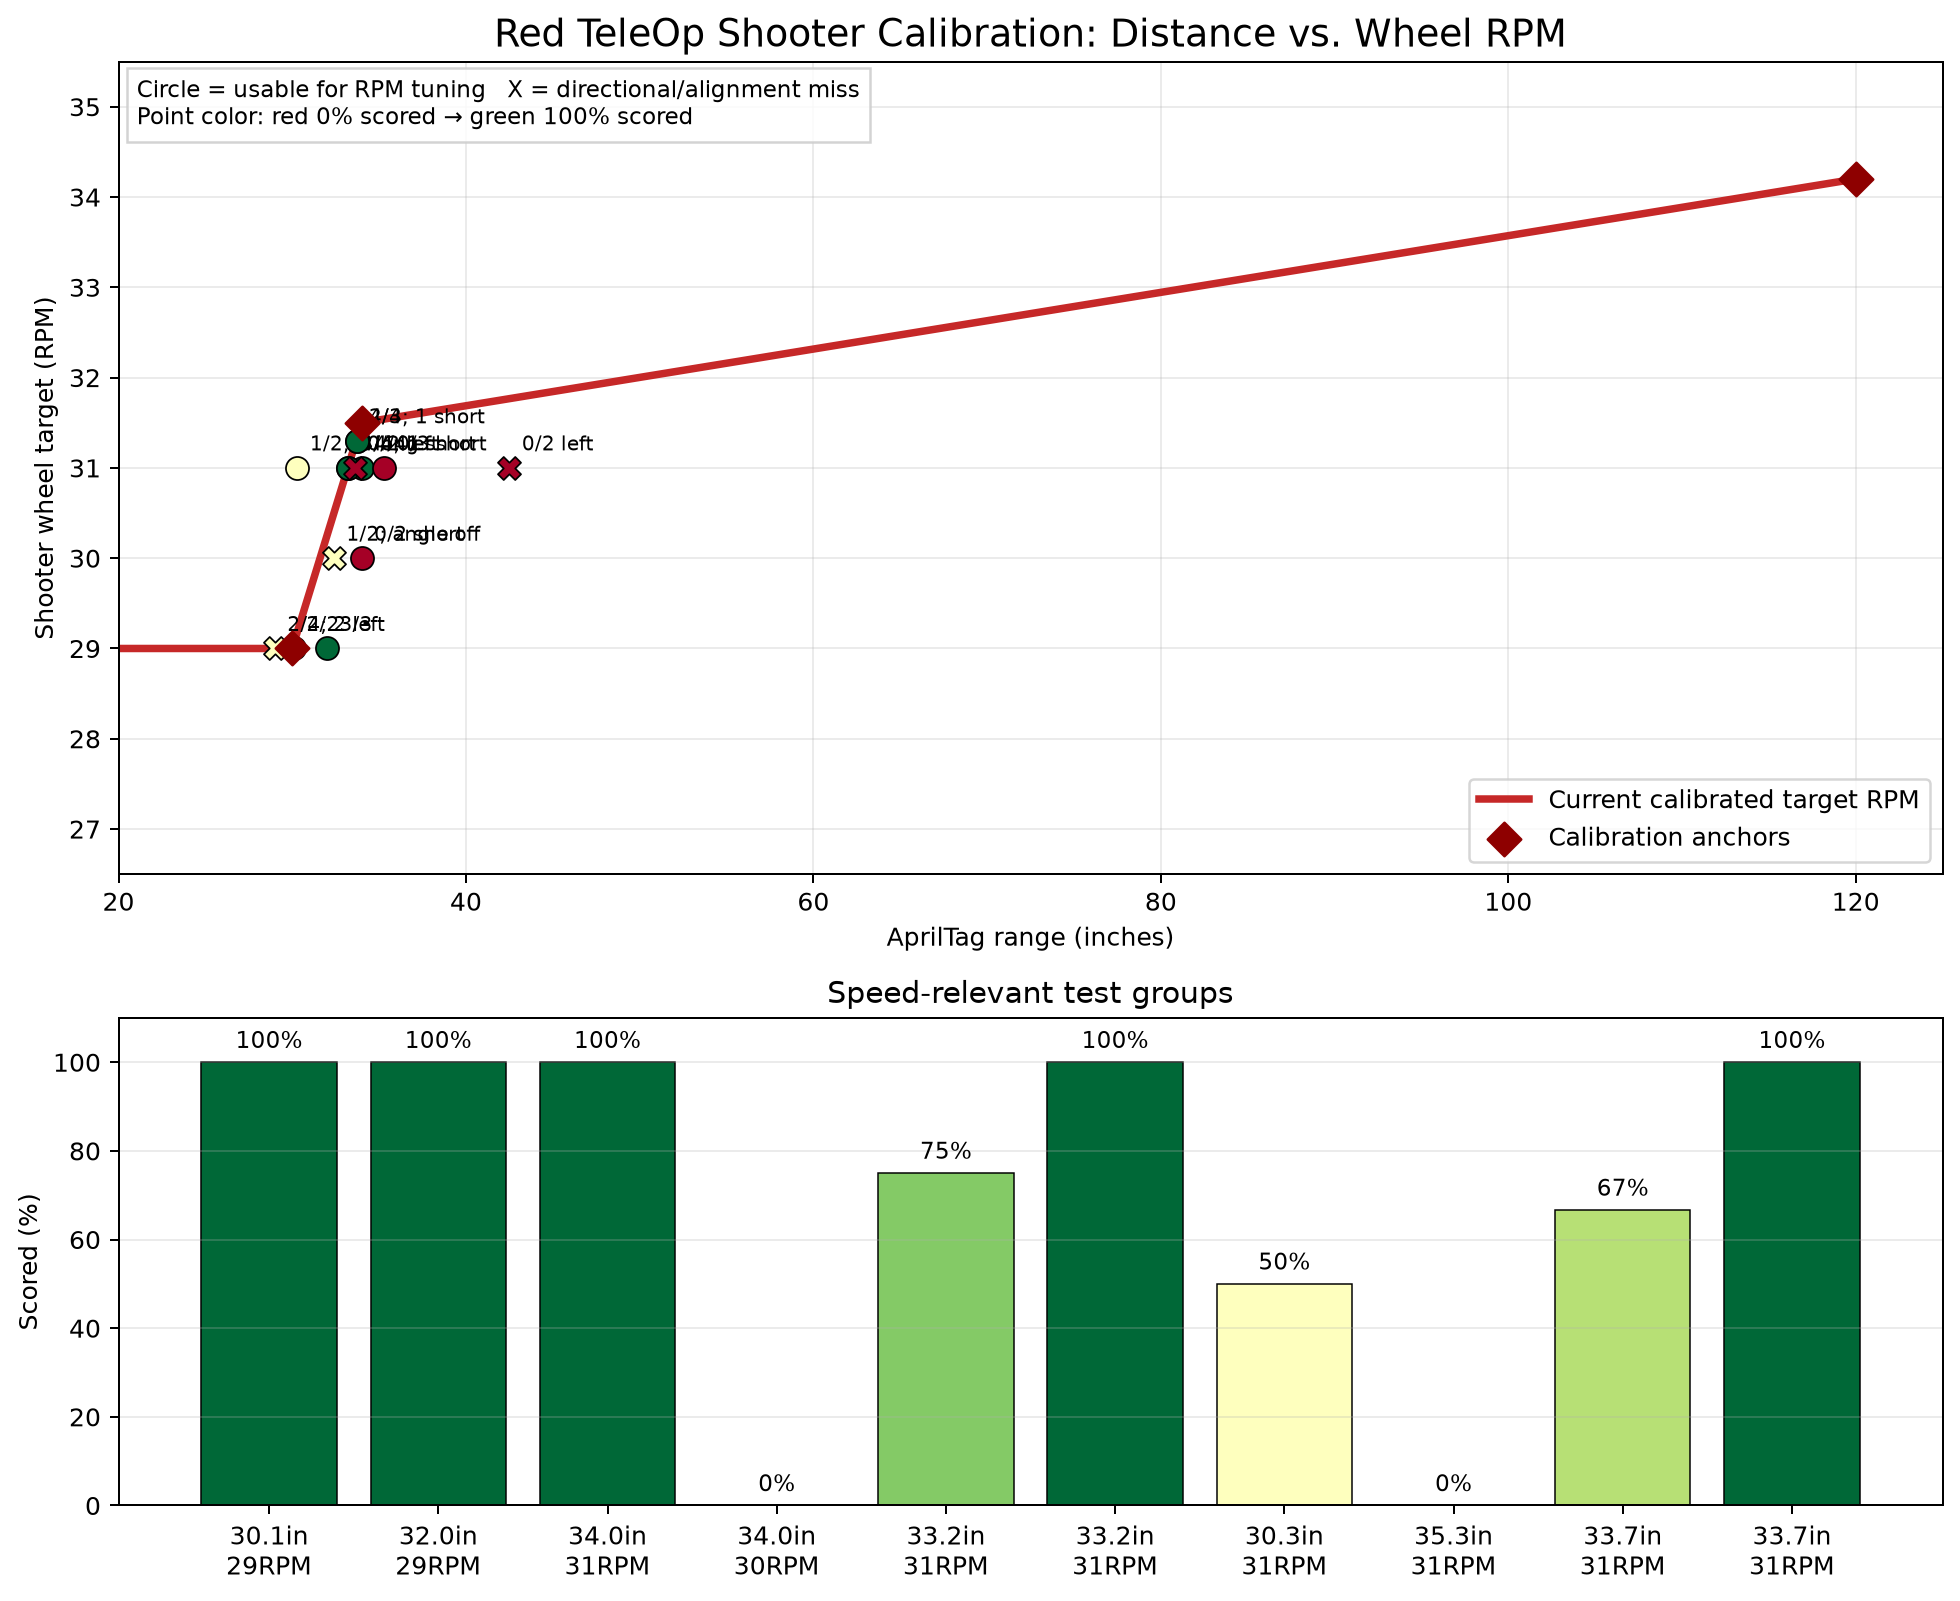 Red TeleOp Shooter Calibration: Distance vs. Wheel RPM
Circle = usable for RPM tuning   X = directional/alignment miss
Point color: red 0% scored → green 100% scored
Shooter wheel target (RPM)
35
34
33
32
31
30
29
28
27
1 short
0/2 left
Current calibrated target RPM
Calibration anchors
20 40 60 80 100 120
AprilTag range (inches)
Speed-relevant test groups
Scored (%)
100
80
60
40
20
0
100% 100% 100% 0% 75% 100% 50% 0% 67% 100%
30.1in 32.0in 34.0in 34.0in 33.2in 33.2in 30.3in 35.3in 33.7in 33.7in
29RPM 29RPM 31RPM 30RPM 31RPM 31RPM 31RPM 31RPM 31RPM 31RPM